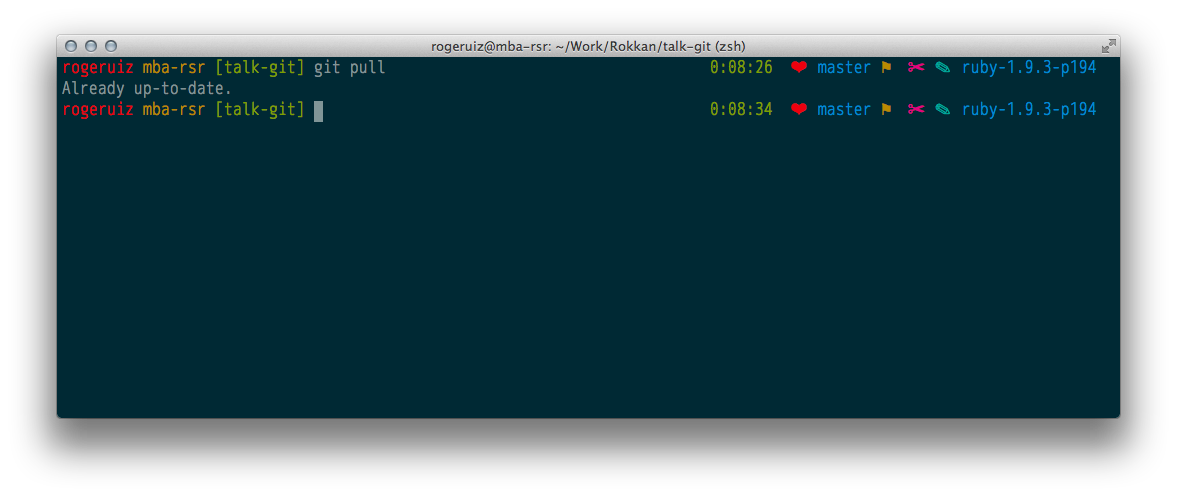 rogeruiz@mba-rsr: ~/Work/Rokkan/talk-git (zsh)
rogeruiz mba-rsr [talk-git] git pull 0:08:26 ❤ master ⚑ ✂ ✎ ruby-1.9.3-p194
Already up-to-date.
rogeruiz mba-rsr [talk-git] 0:08:34 ❤ master ⚑ ✂ ✎ ruby-1.9.3-p194